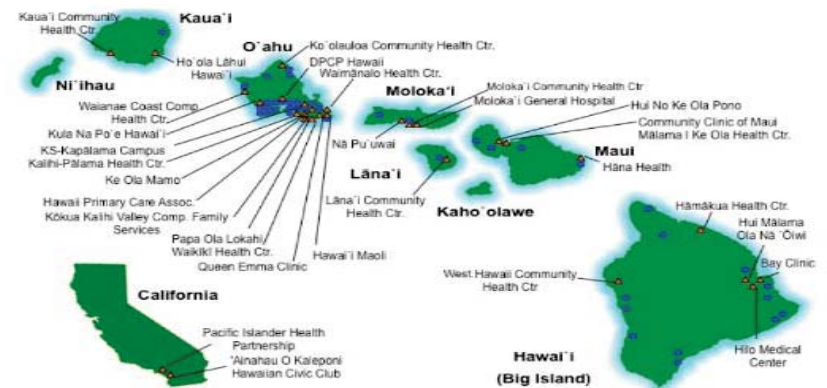 Kaua`i Community
Health Ctr.
Kaua`i
Ho`ola Lāhui
Hawai`i
Ni`ihau
O`ahu
Ko`olauloa Community Health Ctr.
DPCP Hawaii
Waimānalo Health Ctr.
Waianae Coast Comp.
Health Ctr.
Kula Na Po`e Hawai`i
KS-Kapālama Campus
Kalihi-Pālama Health Ctr.
Ke Ola Mamo
Hawaii Primary Care Assoc.
Kōkua Kalihi Valley Comp. Family
Services
Papa Ola Lokahi
Waikīkī Health Ctr.
Queen Emma Clinic
Hawai`i Maoli
Moloka`i
Moloka`i Community Health Ctr
Moloka`i General Hospital
Nā Pu`uwai
Lāna`i
Lāna`i Community
Health Ctr.
Kaho`olawe
Hui No Ke Ola Pono
Community Clinic of Maui
Mālama I Ke Ola Health Ctr.
Maui
Hāna Health
Hāmākua Health Ctr.
Hui Mālama
Ola Nā `Ōiwi
Bay Clinic
West Hawaii Community
Health Ctr
Hilo Medical
Center
Hawai`i
(Big Island)
California
Pacific Islander Health
Partnership
'Ainahau O Kaleponi
Hawaiian Civic Club